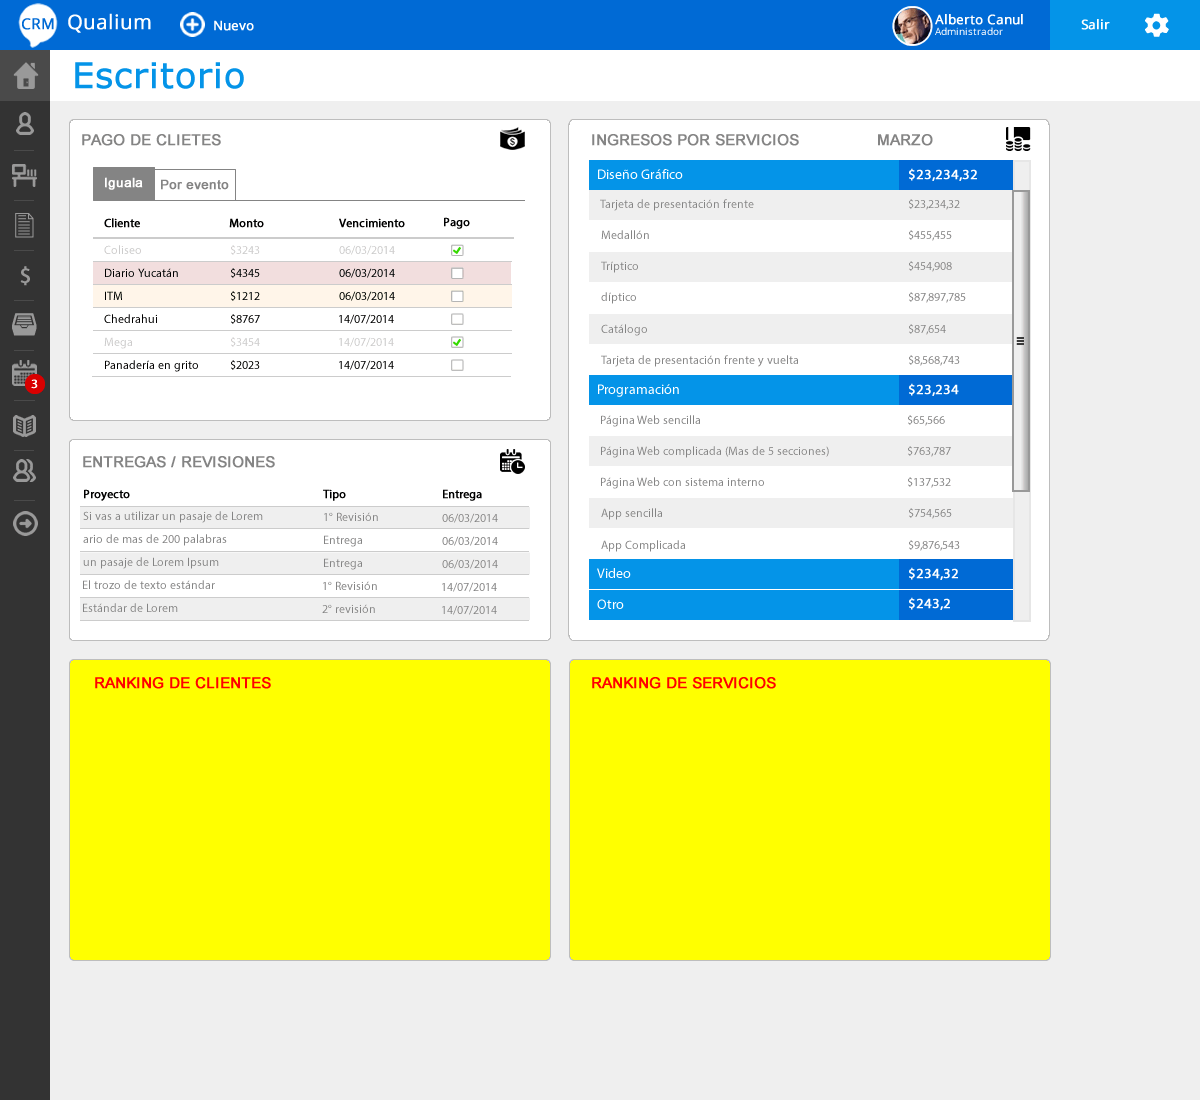 CRM Qualium
Nuevo
Alberto Canul
Administrador
Salir
Escritorio
3
PAGO DE CLIETES
Iguala Por evento
Cliente Monto Vencimiento Pago
Coliseo $3243 06/03/2014
Diario Yucatán $4345 06/03/2014
ITM $1212 06/03/2014
Chedrahui $8767 14/07/2014
Mega $3454 14/07/2014
Panadería en grito $2023 14/07/2014
ENTREGAS / REVISIONES
Proyecto Tipo Entrega
Si vas a utilizar un pasaje de Lorem 1° Revisión 06/03/2014
ario de mas de 200 palabras Entrega 06/03/2014
un pasaje de Lorem Ipsum Entrega 06/03/2014
El trozo de texto estándar 1° Revisión 14/07/2014
Estándar de Lorem 2° revisión 14/07/2014
INGRESOS POR SERVICIOS MARZO
Diseño Gráfico $23,234,32
Tarjeta de presentación frente $23,234,32
Medallón $455,455
Tríptico $454,908
díptico $87,897,785
Catálogo $87,654
Tarjeta de presentación frente y vuelta $8,568,743
Programación $23,234
Página Web sencilla $65,566
Página Web complicada (Mas de 5 secciones) $763,787
Página Web con sistema interno $137,532
App sencilla $754,565
App Complicada $9,876,543
Video $234,32
Otro $243,2
RANKING DE CLIENTES
RANKING DE SERVICIOS